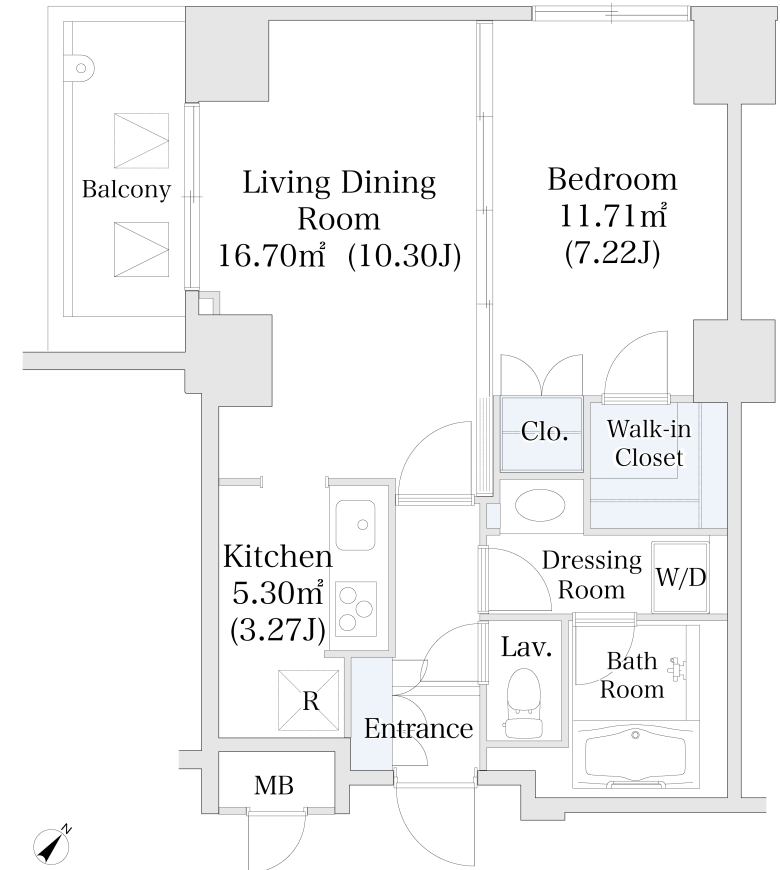 Balcony
Living Dining
Room
16.70㎡ (10.30J)
Bedroom
11.71㎡
(7.22J)
Clo.
Walk-in
Closet
Kitchen
5.30㎡
(3.27J)
Dressing
Room
W/D
Lav.
Bath
Room
R
Entrance
MB
N